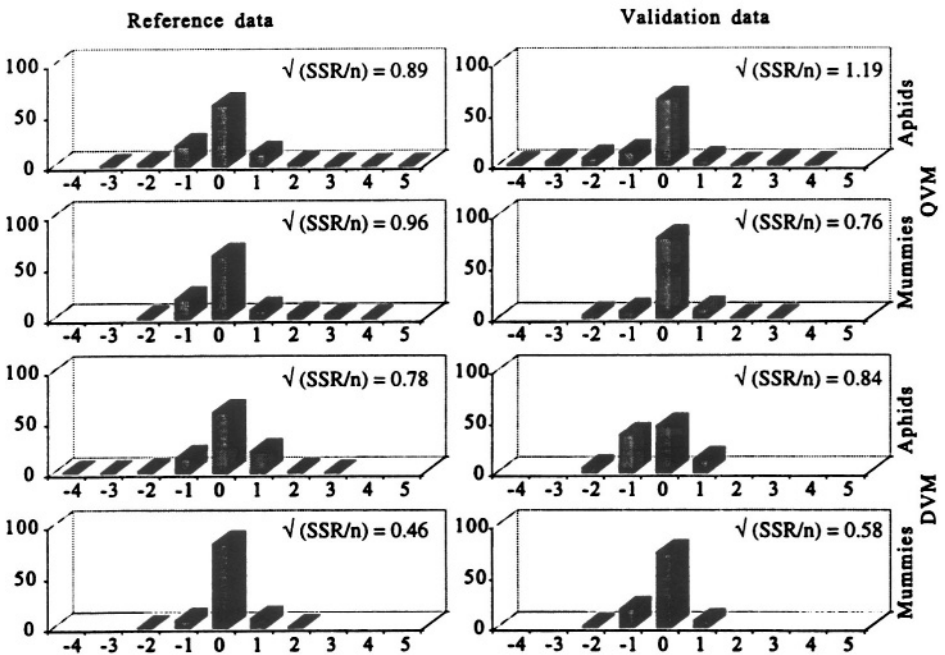 Reference data
Validation data
100
50
0
√ (SSR/n) = 0.89
-4 -3 -2 -1 0 1 2 3 4 5
100
50
0
√ (SSR/n) = 1.19
-4 -3 -2 -1 0 1 2 3 4 5
Aphids
100
50
0
√ (SSR/n) = 0.96
-4 -3 -2 -1 0 1 2 3 4 5
100
50
0
√ (SSR/n) = 0.76
-4 -3 -2 -1 0 1 2 3 4 5
Mummies
QVM
100
50
0
√ (SSR/n) = 0.78
-4 -3 -2 -1 0 1 2 3 4 5
100
50
0
√ (SSR/n) = 0.84
-4 -3 -2 -1 0 1 2 3 4 5
Aphids
100
50
0
√ (SSR/n) = 0.46
-4 -3 -2 -1 0 1 2 3 4 5
100
50
0
√ (SSR/n) = 0.58
-4 -3 -2 -1 0 1 2 3 4 5
Mummies
DVM